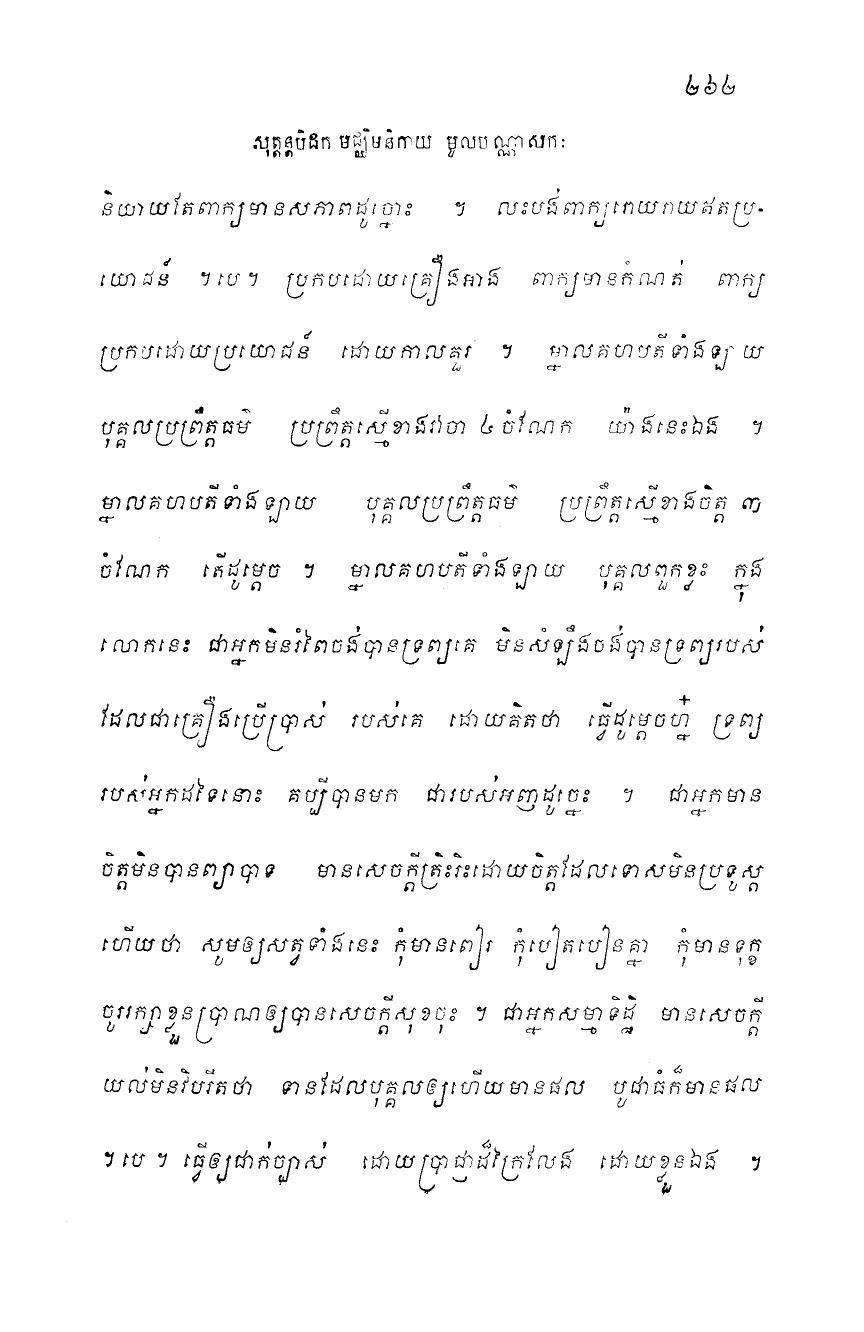 ២៦២
សុត្តន្តបិដក មជ្ឈិមនិកាយ មូលបណ្ណាសកៈ
និយាយតែពាក្យមានសភាពដូច្នោះ ។ លះបង់ពាក្យរោយរាយឥតប្រ-
យោជន៍ ។បេ។ ប្រកបដោយគ្រឿងអាង ពាក្យមានកំណត់ ពាក្យ
ប្រកបដោយប្រយោជន៍ ដោយកាលគួរ ។ ម្នាលគហបតីទាំងឡាយ
បុគ្គលប្រព្រឹត្តធម៌ ប្រព្រឹត្តស្មើខាងវាចា ៤ ចំណែក យ៉ាងនេះឯង ។
ម្នាលគហបតីទាំងឡាយ បុគ្គលប្រព្រឹត្តធម៌ ប្រព្រឹត្តស្មើខាងចិត្ត ៣
ចំណែក តើដូម្តេច ។ ម្នាលគហបតីទាំងឡាយ បុគ្គលពួកខ្លះ ក្នុង
លោកនេះ ជាអ្នកមិនរំពៃចង់បានទ្រព្យគេ មិនសំឡឹងចង់បានទ្រព្យរបស់
ដែលជាគ្រឿងប្រើប្រាស់ របស់គេ ដោយគិតថា ធ្វើដូម្តេចហ្ន៎ ទ្រព្យ
របស់អ្នកដទៃនោះ គប្បីបានមក ជារបស់អញដូច្នេះ ។ ជាអ្នកមាន
ចិត្តមិនបានព្យាបាទ មានសេចក្តីត្រិះរិះដោយចិត្តដែលទោសមិនប្រទូស្ត
ហើយថា សូមឲ្យសត្វទាំងនេះ កុំមានពៀរ កុំបៀតបៀនគ្នា កុំមានទុក្ខ
ចូររក្សាខ្លួនប្រាណឲ្យបានសេចក្តីសុខចុះ ។ ជាអ្នកសម្មាទិដ្ឋិ មានសេចក្តី
យល់មិនវិបរីតថា ទានដែលបុគ្គលឲ្យហើយមានផល បូជាធំក៏មានផល
។ បេ ។ ធ្វើឲ្យជាក់ច្បាស់ ដោយប្រាជ្ញាដ៏ក្រៃលែង ដោយខ្លួនឯង ។